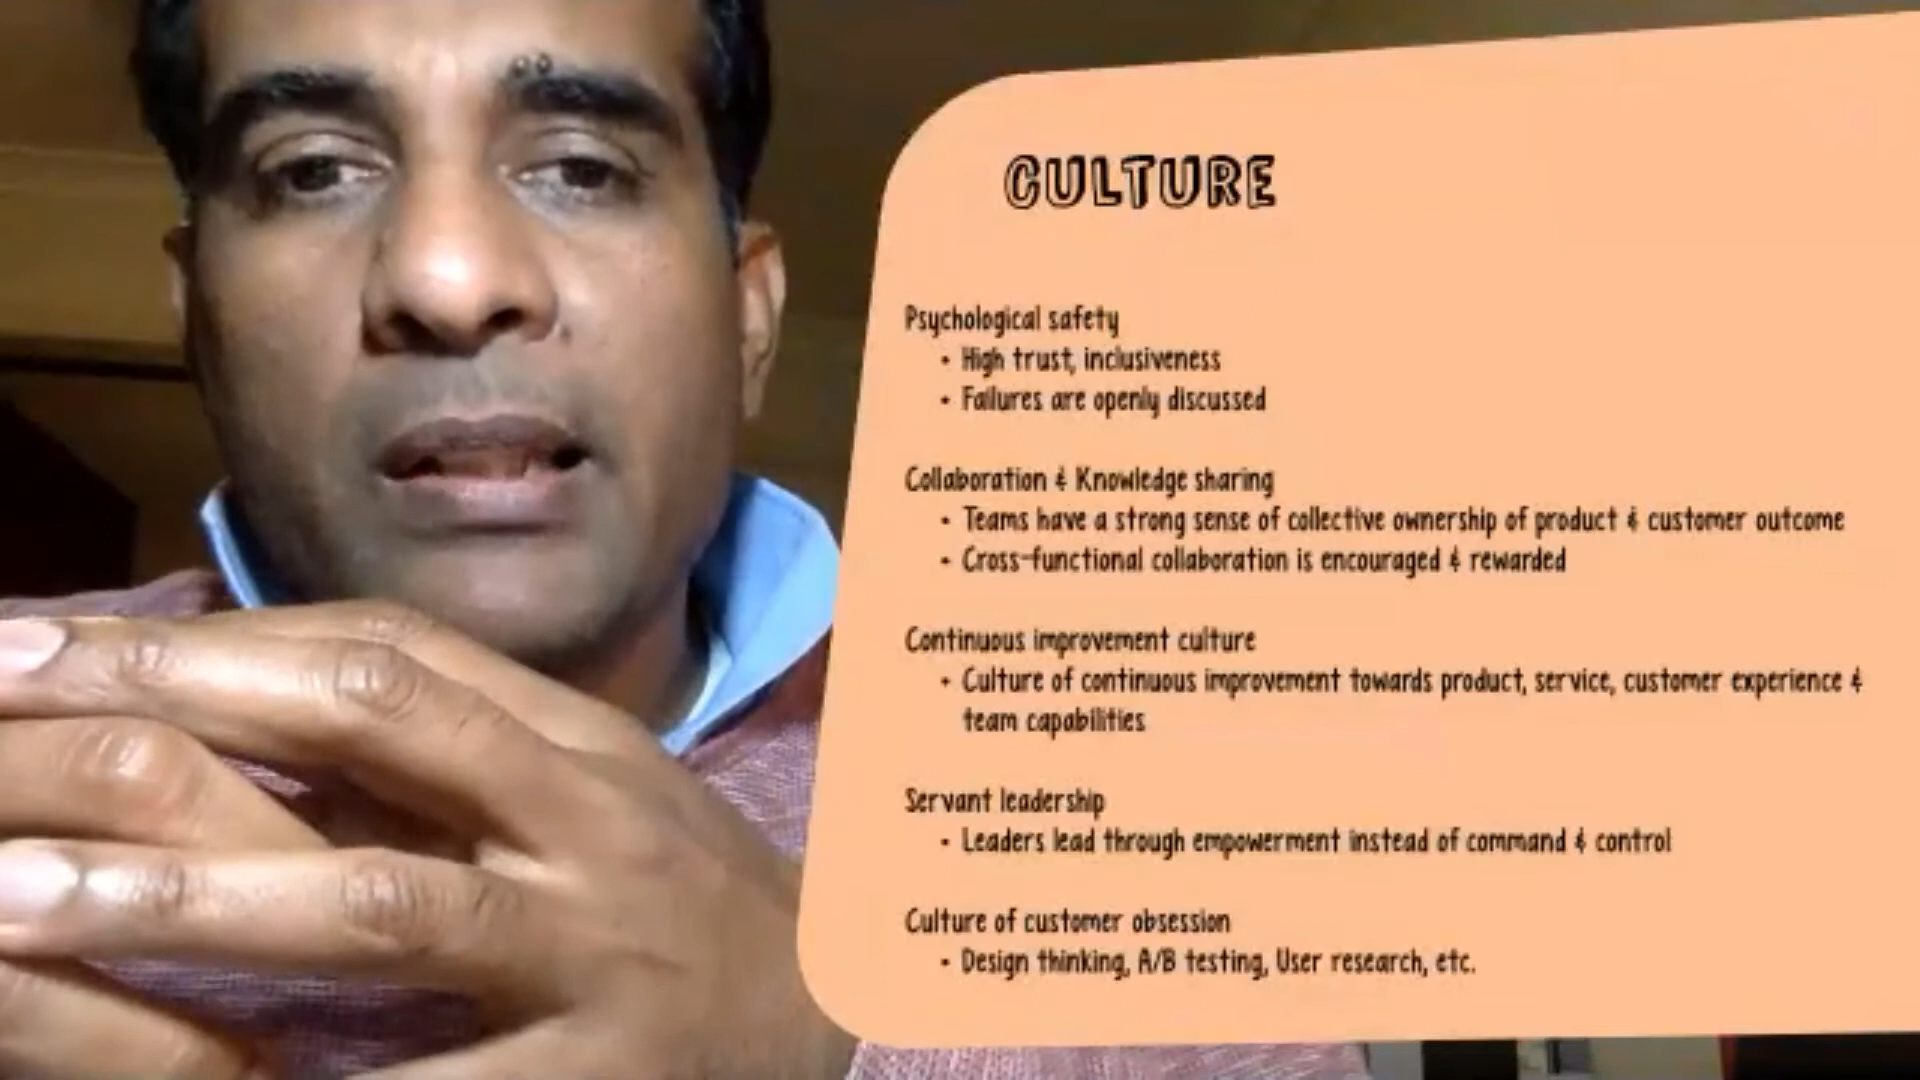 CULTURE
Psychological safety
• High trust, inclusiveness
• Failures are openly discussed
Collaboration & Knowledge sharing
• Teams have a strong sense of collective ownership of product & customer outcome
• Cross-functional collaboration is encouraged & rewarded
Continuous improvement culture
• Culture of continuous improvement towards product, service, customer experience &
team capabilities
Servant leadership
• Leaders lead through empowerment instead of command & control
Culture of customer obsession
• Design thinking, A/B testing, User research, etc.